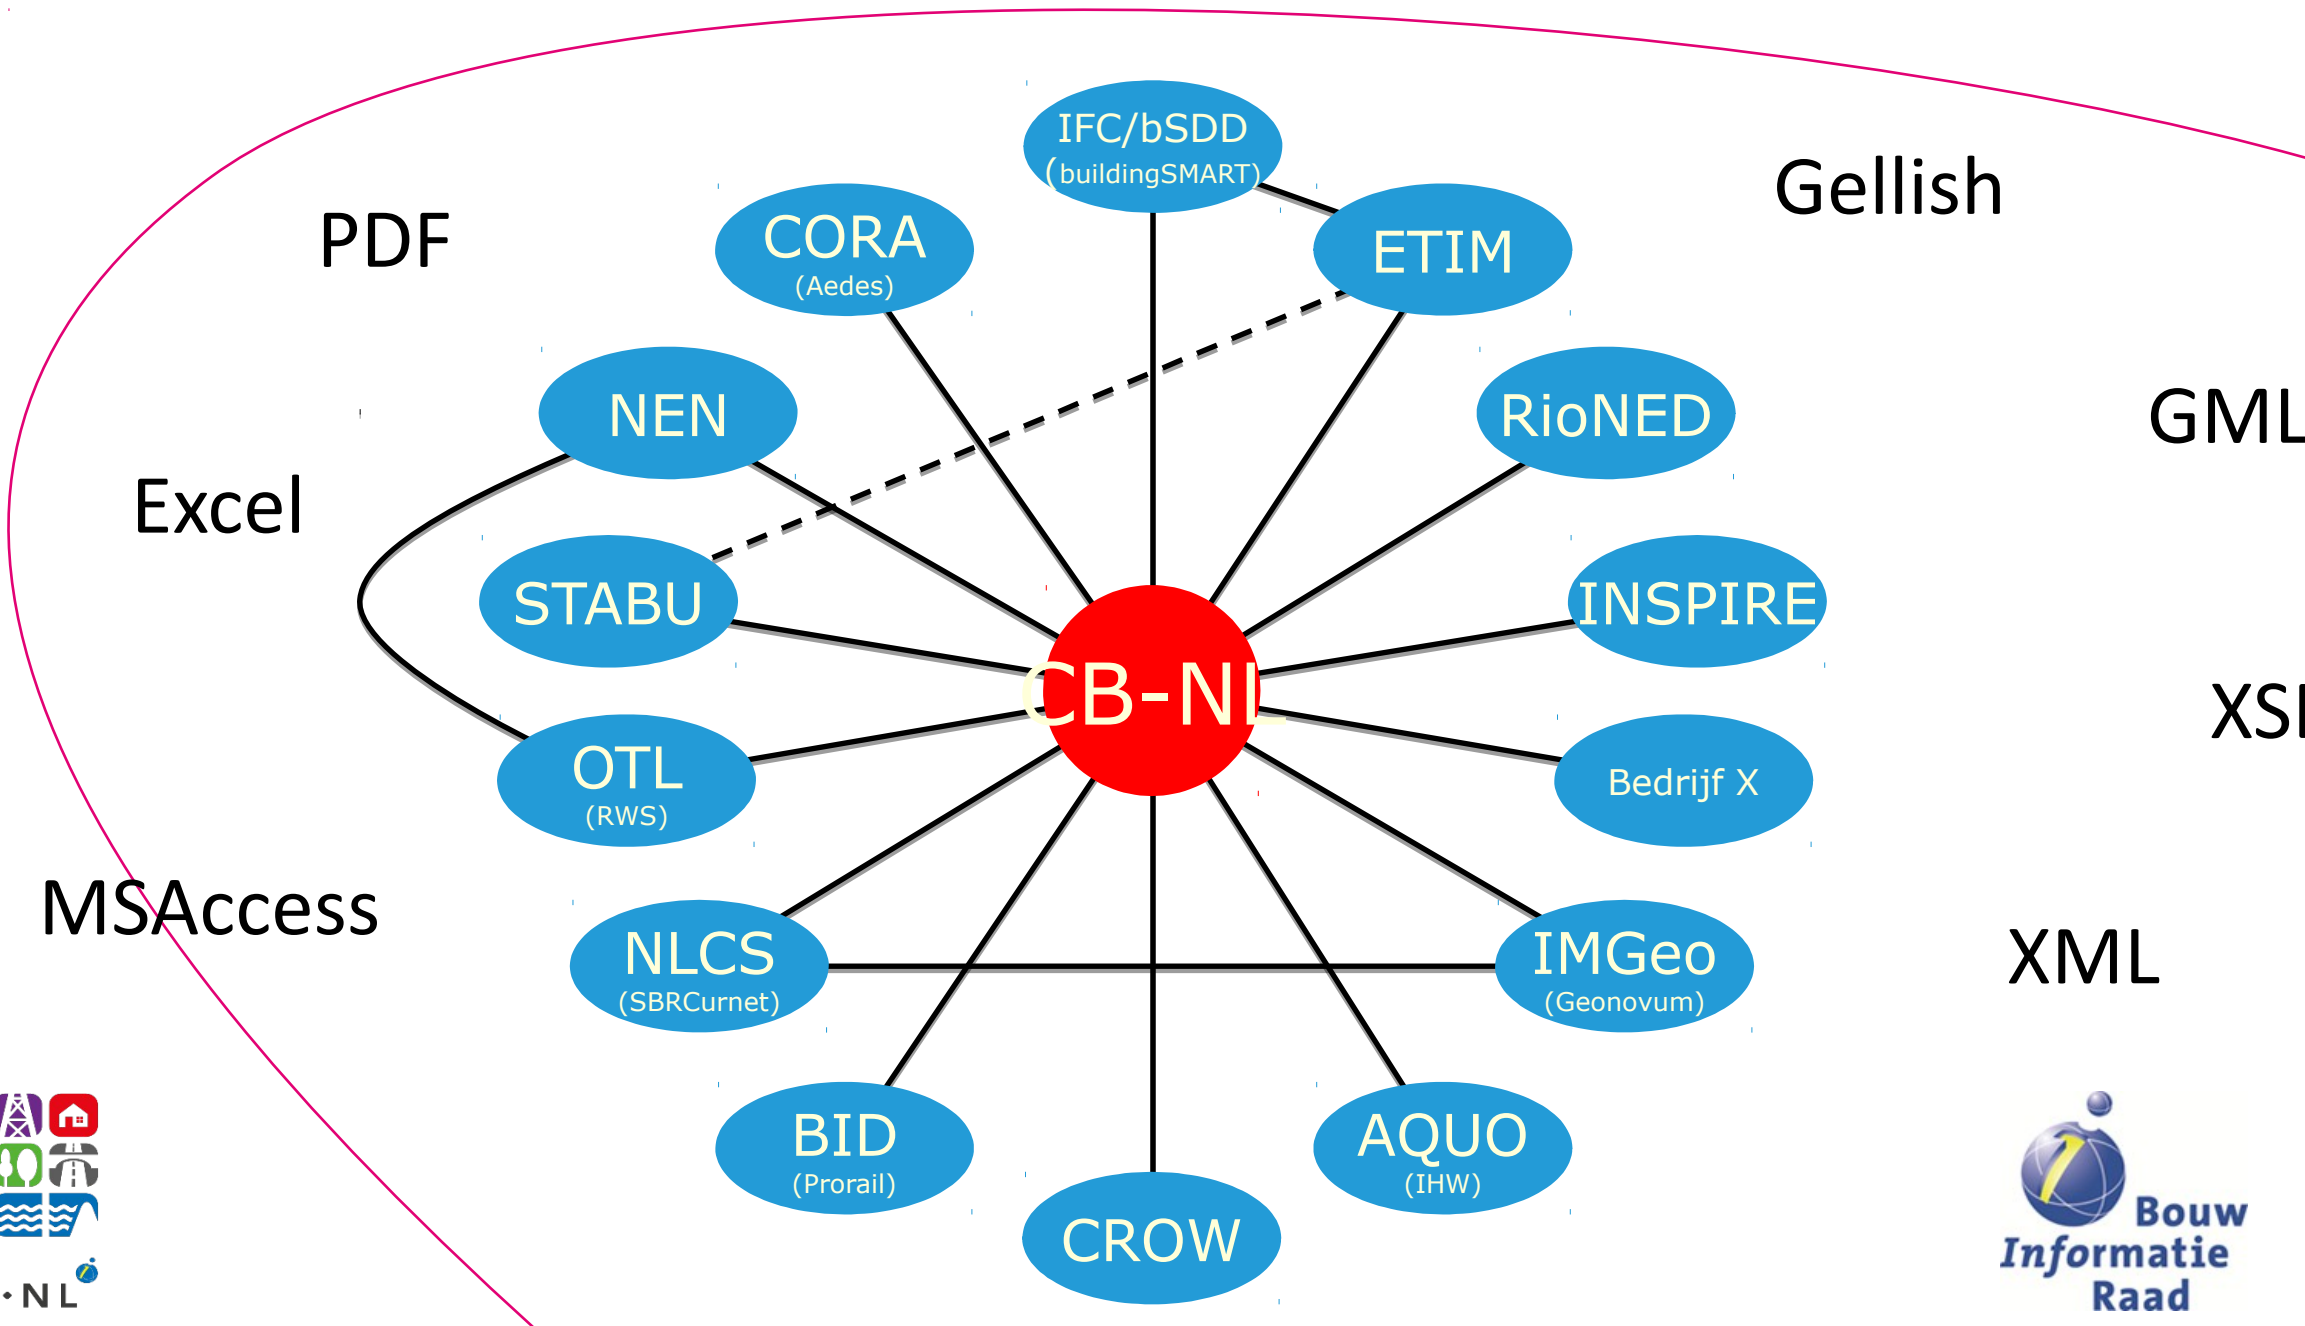 IFC/bSDD
(buildingSMART)
Gellish
PDF
CORA
(Aedes)
ETIM
NEN
RioNED
GML
Excel
STABU
INSPIRE
CB-NL
OTL
(RWS)
Bedrijf X
MSAccess
NLCS
(SBRCurnet)
IMGeo
(Geonovum)
XML
BID
(Prorail)
AQUO
(IHW)
CROW
Bouw
Informatie
Raad
·NL